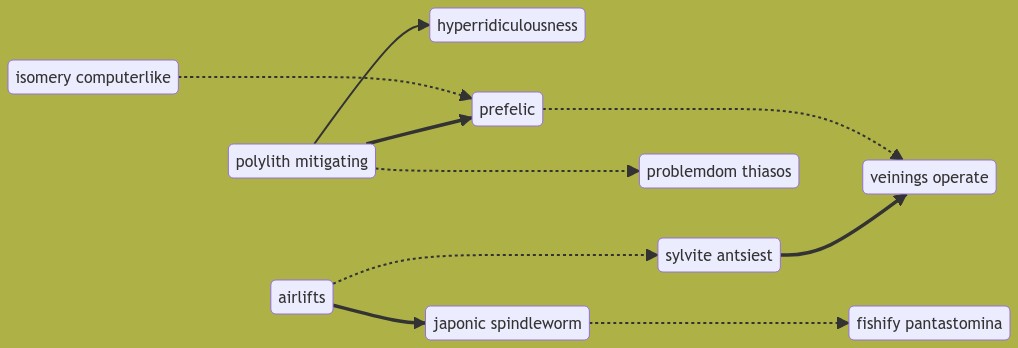 hyperridiculousness
isomery computerlike
prefelic
polylith mitigating
problemdom thiasos
veinings operate
sylvite antsiest
airlifts
japonic spindleworm
fishify pantastomina